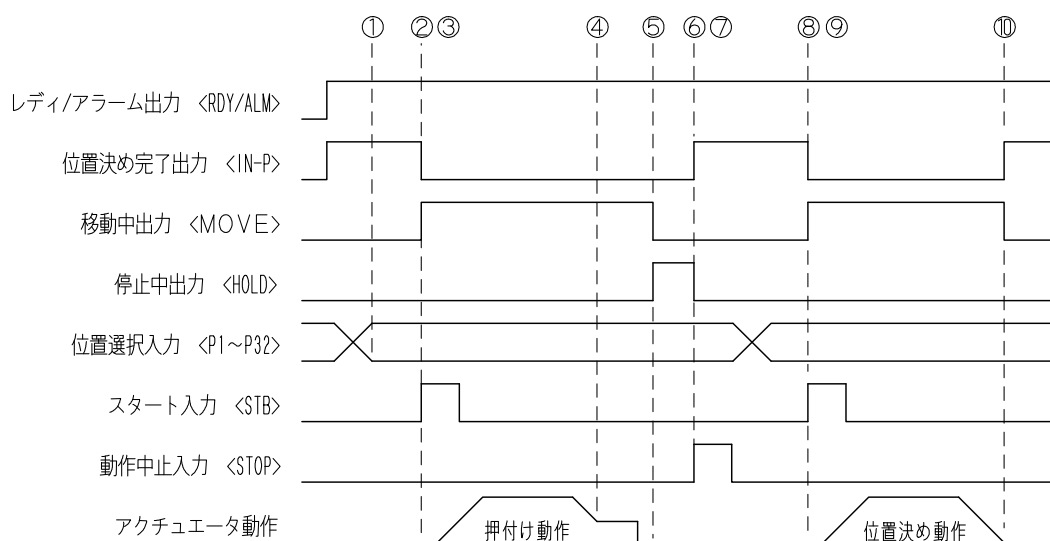 ① ②③ ④ ⑤ ⑥⑦ ⑧⑨ ⑩
レディ/アラーム出力 <RDY/ALM>
位置決め完了出力 <IN-P>
移動中出力 <MOVE>
停止中出力 <HOLD>
位置選択入力 <P1~P32>
スタート入力 <STB>
動作中止入力 <STOP>
アクチュエータ動作 押付け動作 位置決め動作